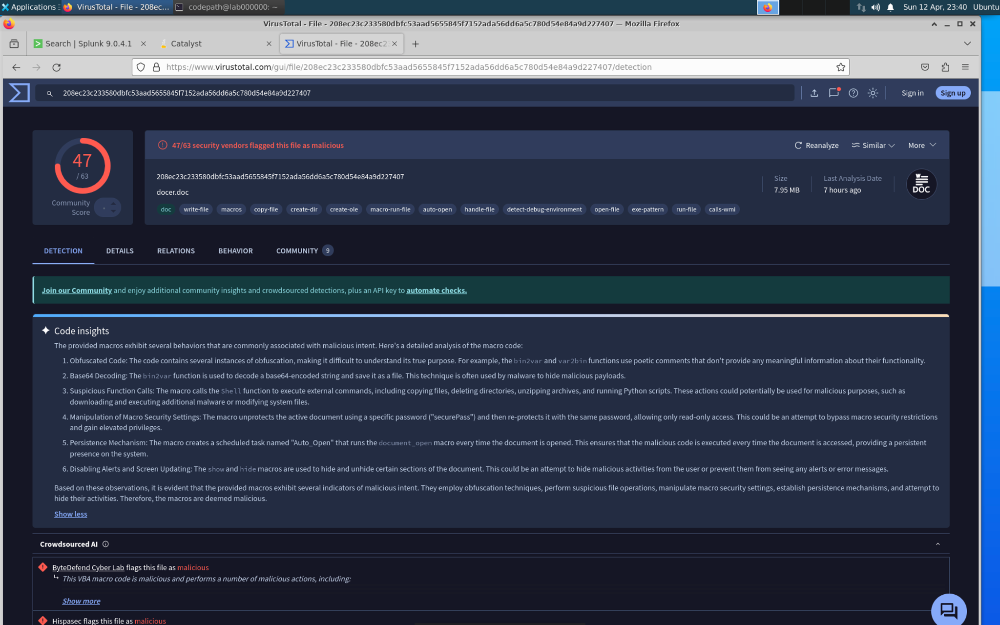 Applications
VirusTotal - File - 208ec...
codepath@lab000000: ~
Sun 12 Apr, 23:40
Ubuntu
VirusTotal - File - 208ec23c233580dbfc53aad5655845f7152ada56dd6a5c780d54e84a9d227407 — Mozilla Firefox
Search | Splunk 9.0.4.1
Catalyst
VirusTotal - File - 208ec2
https://www.virustotal.com/gui/file/208ec23c233580dbfc53aad5655845f7152ada56dd6a5c780d54e84a9d227407/detection
208ec23c233580dbfc53aad5655845f7152ada56dd6a5c780d54e84a9d227407
Sign in
Sign up
47
/ 63
Community
Score
47/63 security vendors flagged this file as malicious
Reanalyze
Similar
More
208ec23c233580dbfc53aad5655845f7152ada56dd6a5c780d54e84a9d227407
docer.doc
Size
7.95 MB
Last Analysis Date
7 hours ago
W
DOC
doc write-file macros copy-file create-dir create-ole macro-run-file auto-open handle-file detect-debug-environment open-file exe-pattern run-file calls-wmi
DETECTION
DETAILS
RELATIONS
BEHAVIOR
COMMUNITY 9
Join our Community and enjoy additional community insights and crowdsourced detections, plus an API key to automate checks.
Code insights
The provided macros exhibit several behaviors that are commonly associated with malicious intent. Here's a detailed analysis of the macro code:
1. Obfuscated Code: The code contains several instances of obfuscation, making it difficult to understand its true purpose. For example, the bin2var and var2bin functions use poetic comments that don't provide any meaningful information about their functionality.
2. Base64 Decoding: The bin2var function is used to decode a base64-encoded string and save it as a file. This technique is often used by malware to hide malicious payloads.
3. Suspicious Function Calls: The macro calls the Shell function to execute external commands, including copying files, deleting directories, unzipping archives, and running Python scripts. These actions could potentially be used for malicious purposes, such as
downloading and executing additional malware or modifying system files.
4. Manipulation of Macro Security Settings: The macro unprotects the active document using a specific password ("securePass") and then re-protects it with the same password, allowing only read-only access. This could be an attempt to bypass macro security restrictions
and gain elevated privileges.
5. Persistence Mechanism: The macro creates a scheduled task named "Auto_Open" that runs the document_open macro every time the document is opened. This ensures that the malicious code is executed every time the document is accessed, providing a persistent
presence on the system.
6. Disabling Alerts and Screen Updating: The show and hide macros are used to hide and unhide certain sections of the document. This could be an attempt to hide malicious activities from the user or prevent them from seeing any alerts or error messages.
Based on these observations, it is evident that the provided macros exhibit several indicators of malicious intent. They employ obfuscation techniques, perform suspicious file operations, manipulate macro security settings, establish persistence mechanisms, and attempt to
hide their activities. Therefore, the macros are deemed malicious.
Show less
Crowdsourced AI
ByteDefend Cyber Lab flags this file as malicious
This VBA macro code is malicious and performs a number of malicious actions, including:
Show more
Hispasec flags this file as malicious